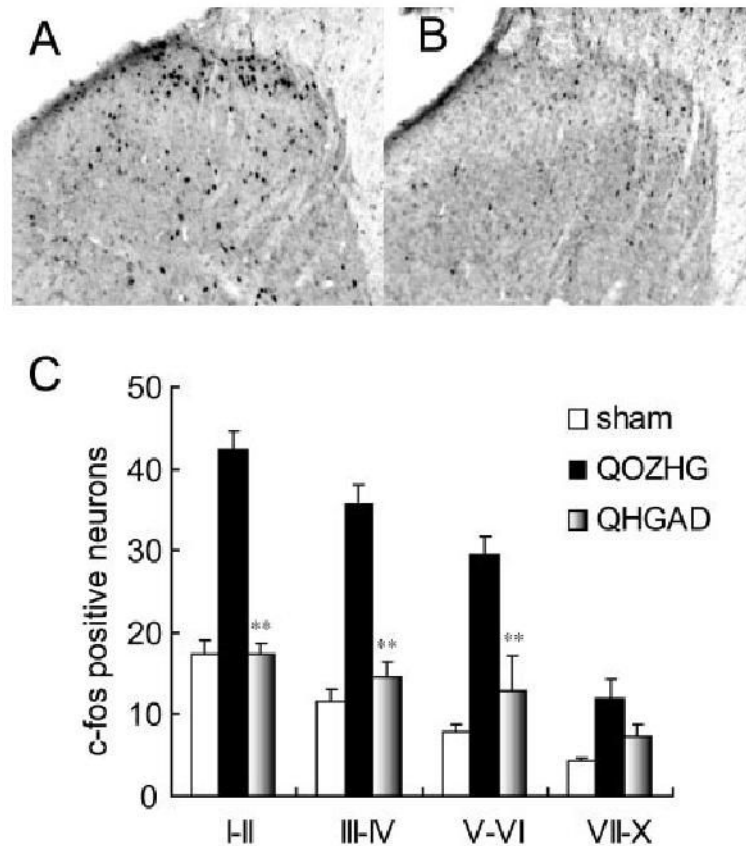 A
B
C
50
40
30
20
10
0
c-fos positive neurons
sham
QOZHG
QHGAD
**
**
**
I-II
III-IV
V-VI
VII-X